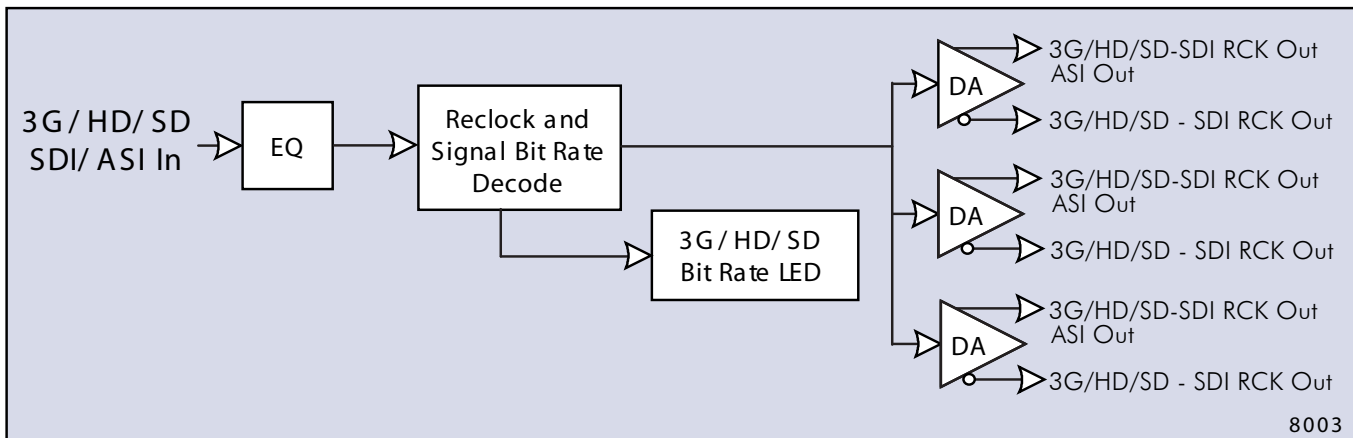 3G / HD/ SD
SDI/ ASI In
EQ
Reclock and
Signal Bit Rate
Decode
3G / HD/ SD
Bit Rate LED
DA
3G/HD/SD-SDI RCK Out
ASI Out
3G/HD/SD - SDI RCK Out
DA
3G/HD/SD-SDI RCK Out
ASI Out
3G/HD/SD - SDI RCK Out
DA
3G/HD/SD-SDI RCK Out
ASI Out
3G/HD/SD - SDI RCK Out
8003